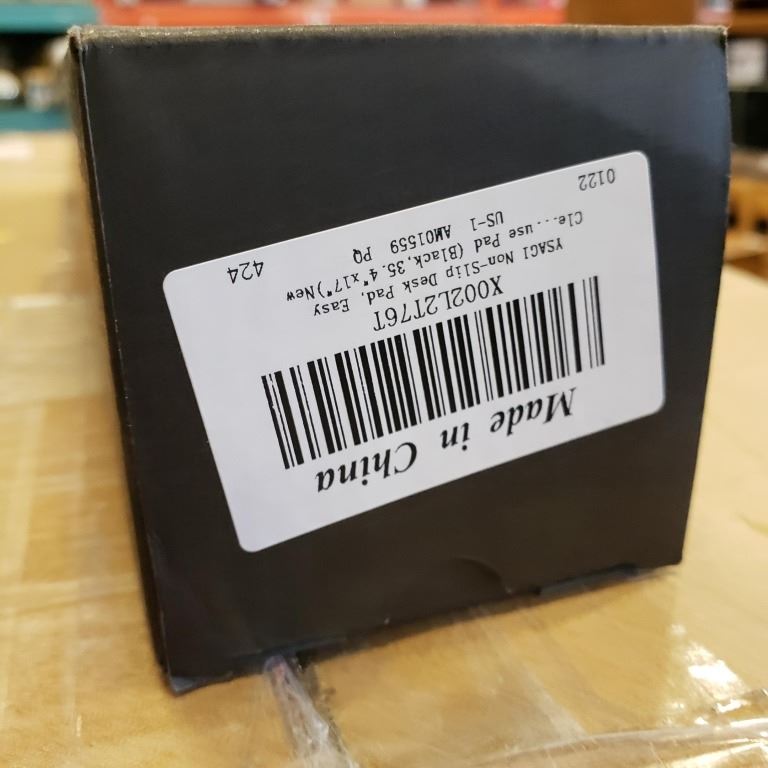 Made in China
X002L2T76T
YSAGI Non-Slip Desk Pad, Easy
Cle...use Pad (Black,35.4"x17")New
US-1 AM01559 PQ
0122
424